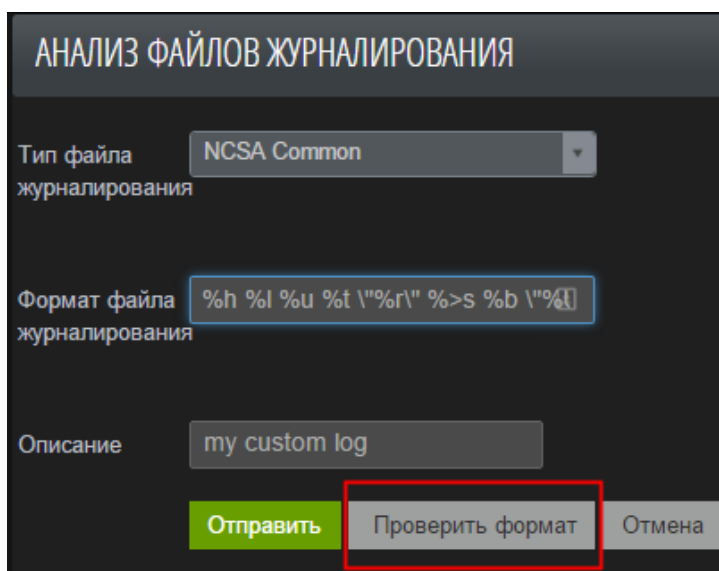 АНАЛИЗ ФАЙЛОВ ЖУРНАЛИРОВАНИЯ
Тип файла
журналирования
NCSA Common
Формат файла
журналирования
%h %l %u %t \"%r\" %>s %b \"%
Описание
my custom log
Отправить
Проверить формат
Отмена